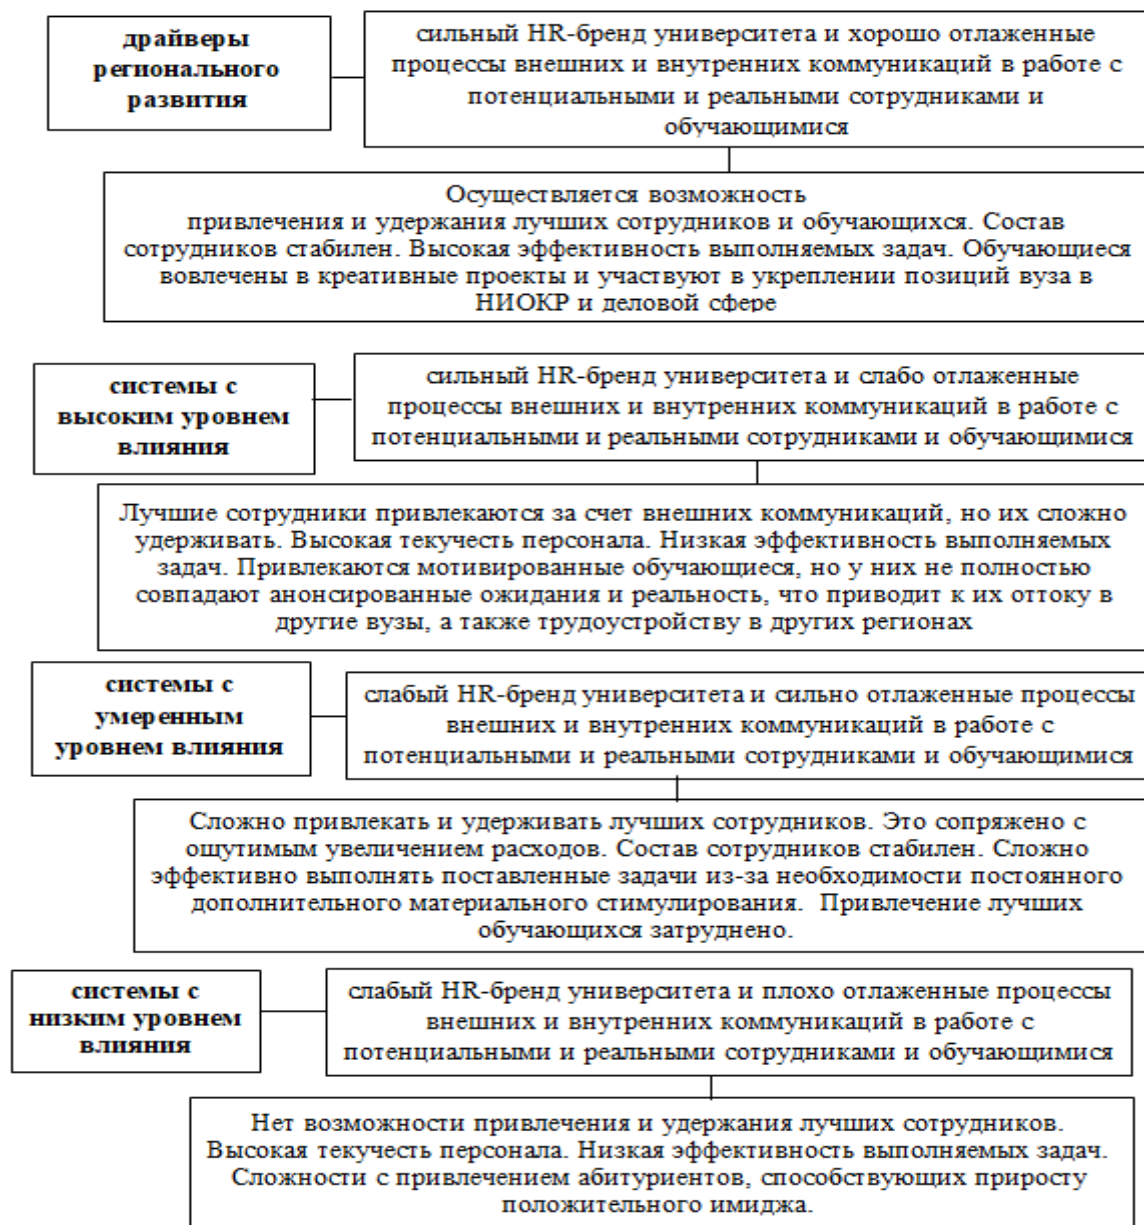 драйверы
регионального
развития
сильный HR-бренд университета и хорошо отлаженные
процессы внешних и внутренних коммуникаций в работе с
потенциальными и реальными сотрудниками и
обучающимися
Осуществляется возможность
привлечения и удержания лучших сотрудников и обучающихся. Состав
сотрудников стабилен. Высокая эффективность выполняемых задач. Обучающиеся
вовлечены в креативные проекты и участвуют в укреплении позиций вуза в
НИОКР и деловой сфере
системы с
высоким уровнем
влияния
сильный HR-бренд университета и слабо отлаженные
процессы внешних и внутренних коммуникаций в работе с
потенциальными и реальными сотрудниками и обучающимися
Лучшие сотрудники привлекаются за счет внешних коммуникаций, но их сложно
удерживать. Высокая текучесть персонала. Низкая эффективность выполняемых
задач. Привлекаются мотивированные обучающиеся, но у них не полностью
совпадают анонсированные ожидания и реальность, что приводит к их оттоку в
другие вузы, а также трудоустройству в других регионах
системы с
умеренным
уровнем влияния
слабый HR-бренд университета и сильно отлаженные процессы
внешних и внутренних коммуникаций в работе с
потенциальными и реальными сотрудниками и обучающимися
Сложно привлекать и удерживать лучших сотрудников. Это сопряжено с
ощутимым увеличением расходов. Состав сотрудников стабилен. Сложно
эффективно выполнять поставленные задачи из-за необходимости постоянного
дополнительного материального стимулирования. Привлечение лучших
обучающихся затруднено.
системы с
низким уровнем
влияния
слабый HR-бренд университета и плохо отлаженные процессы
внешних и внутренних коммуникаций в работе с
потенциальными и реальными сотрудниками и обучающимися
Нет возможности привлечения и удержания лучших сотрудников.
Высокая текучесть персонала. Низкая эффективность выполняемых задач.
Сложности с привлечением абитуриентов, способствующих приросту
положительного имиджа.